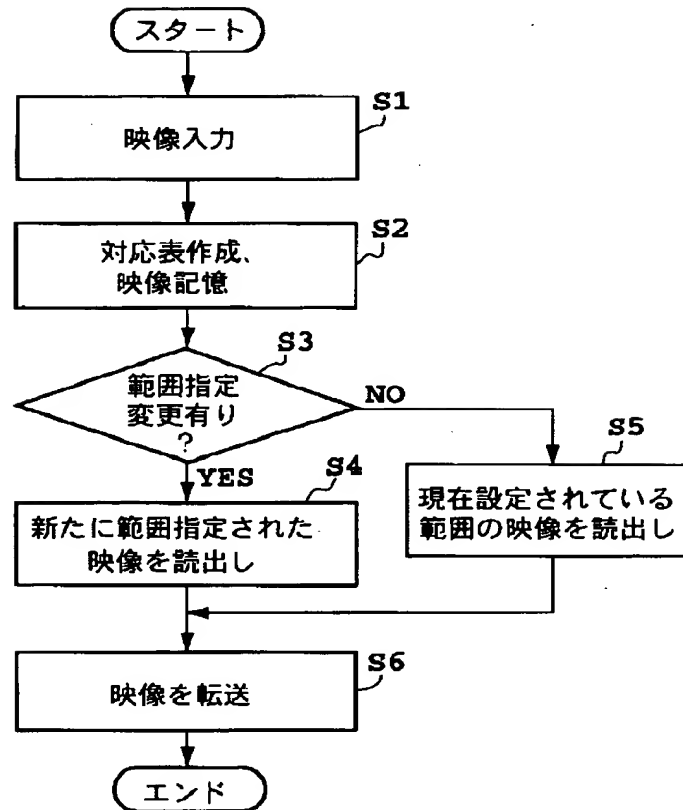 スタート
S1
映像入力
S2
対応表作成、
映像記憶
S3
範囲指定
変更有り
?
NO
YES
S4
新たに範囲指定された
映像を読出し
S5
現在設定されている
範囲の映像を読出し
S6
映像を転送
エンド